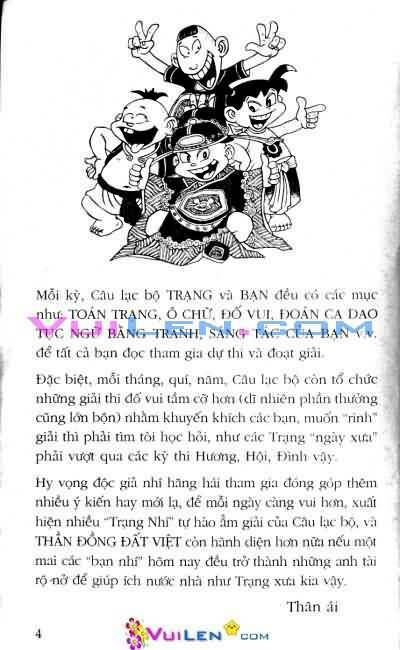 Mỗi kỳ, Câu lạc bộ TRẠNG và BẠN đều có các mục
như: TOÁN TRẠNG, Ô CHỮ, ĐỐ VUI, ĐOÁN CA DAO
TỤC NGỮ BẰNG TRANH, SÁNG TÁC CỦA BẠN v.v.
để tất cả bạn đọc tham gia dự thi và đoạt giải.
VUILEN.COM
Đặc biệt, mỗi tháng, quí, năm, Câu lạc bộ còn tổ chức
những giải thi đố vui tầm cỡ hơn (dĩ nhiên phần thưởng
cũng lớn bộn) nhằm khuyến khích các bạn, muốn "rinh"
giải thì phải tìm tòi học hỏi, như các Trạng "ngày xưa"
phải vượt qua các kỳ thi Hương, Hội, Đình vậy.
Hy vọng độc giả nhí hăng hái tham gia đóng góp thêm
nhiều ý kiến hay mới lạ, để mỗi ngày càng vui hơn, xuất
hiện nhiều "Trạng Nhí" tự hào ẵm giải của Câu lạc bộ, và
THẦN ĐỒNG ĐẤT VIỆT còn hãnh diện hơn nữa nếu một
mai các "bạn nhí" hôm nay đều trở thành những anh tài
rộ nở để giúp ích nước nhà như Trạng xưa kia vậy.
Thân ái
4
VUILEN.COM